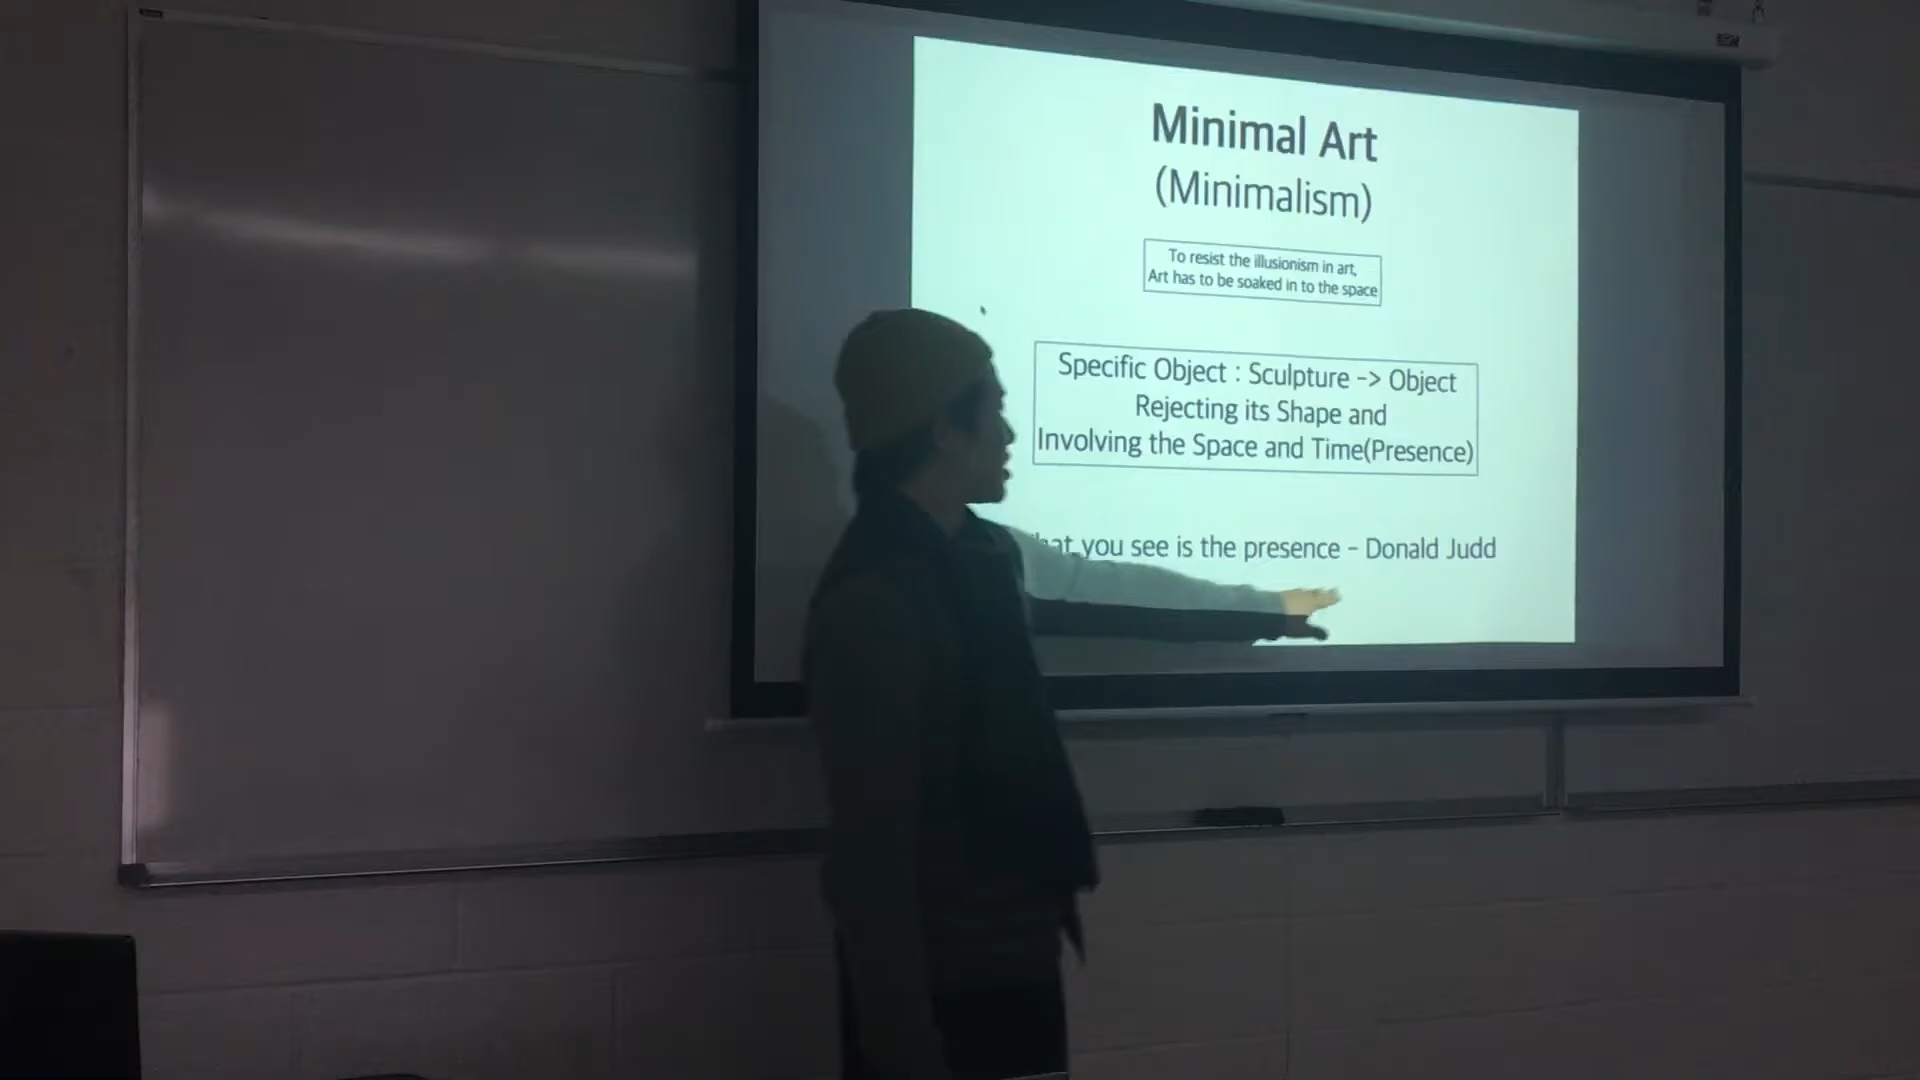 Minimal Art
(Minimalism)
To resist the illusionism in art,
Art has to be soaked in to the space
Specific Object : Sculpture -> Object
Rejecting its Shape and
Involving the Space and Time(Presence)
you see is the presence - Donald Judd